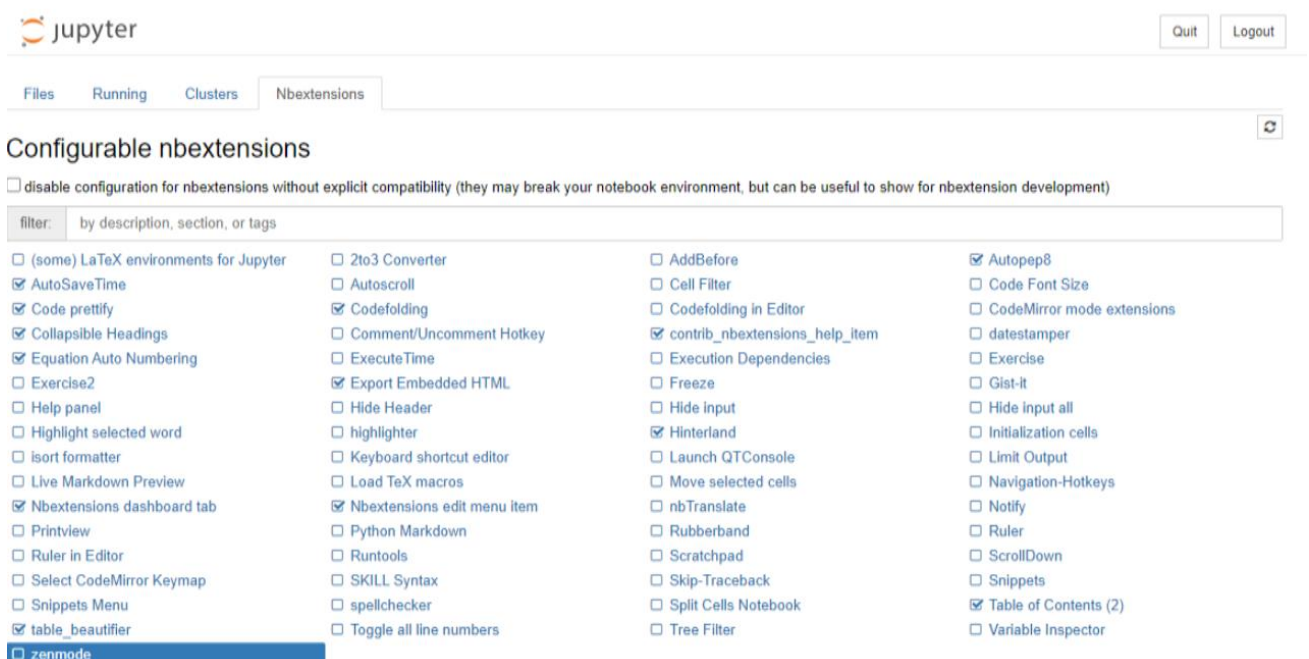 jupyter
Quit Logout
Files Running Clusters Nbextensions
Configurable nbextensions
disable configuration for nbextensions without explicit compatibility (they may break your notebook environment, but can be useful to show for nbextension development)
filter: by description, section, or tags
(some) LaTeX environments for Jupyter 2to3 Converter AddBefore Autopep8
AutoSaveTime Autoscroll Cell Filter Code Font Size
Code prettify Codefolding Codefolding in Editor CodeMirror mode extensions
Collapsible Headings Comment/Uncomment Hotkey contrib_nbextensions_help_item datestamper
Equation Auto Numbering ExecuteTime Execution Dependencies Exercise
Exercise2 Export Embedded HTML Freeze Gist-it
Help panel Hide Header Hide input Hide input all
Highlight selected word highlighter Hinterland Initialization cells
isort formatter Keyboard shortcut editor Launch QTConsole Limit Output
Live Markdown Preview Load TeX macros Move selected cells Navigation-Hotkeys
Nbextensions dashboard tab Nbextensions edit menu item nbTranslate Notify
Printview Python Markdown Rubberband Ruler
Ruler in Editor Runtools Scratchpad ScrollDown
Select CodeMirror Keymap SKILL Syntax Skip-Traceback Snippets
Snippets Menu spellchecker Split Cells Notebook Table of Contents (2)
table_beautifier Toggle all line numbers Tree Filter Variable Inspector
zenmode